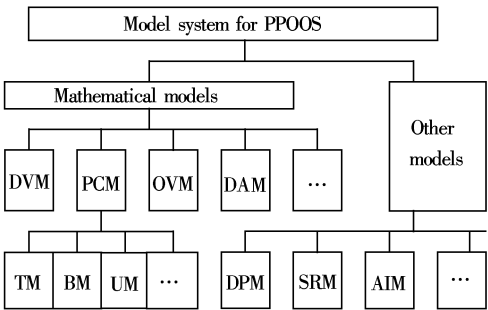 Model system for PPOOS
Mathematical models
Other
models
DVM
PCM
OVM
DAM
...
TM
BM
UM
...
DPM
SRM
AIM
...